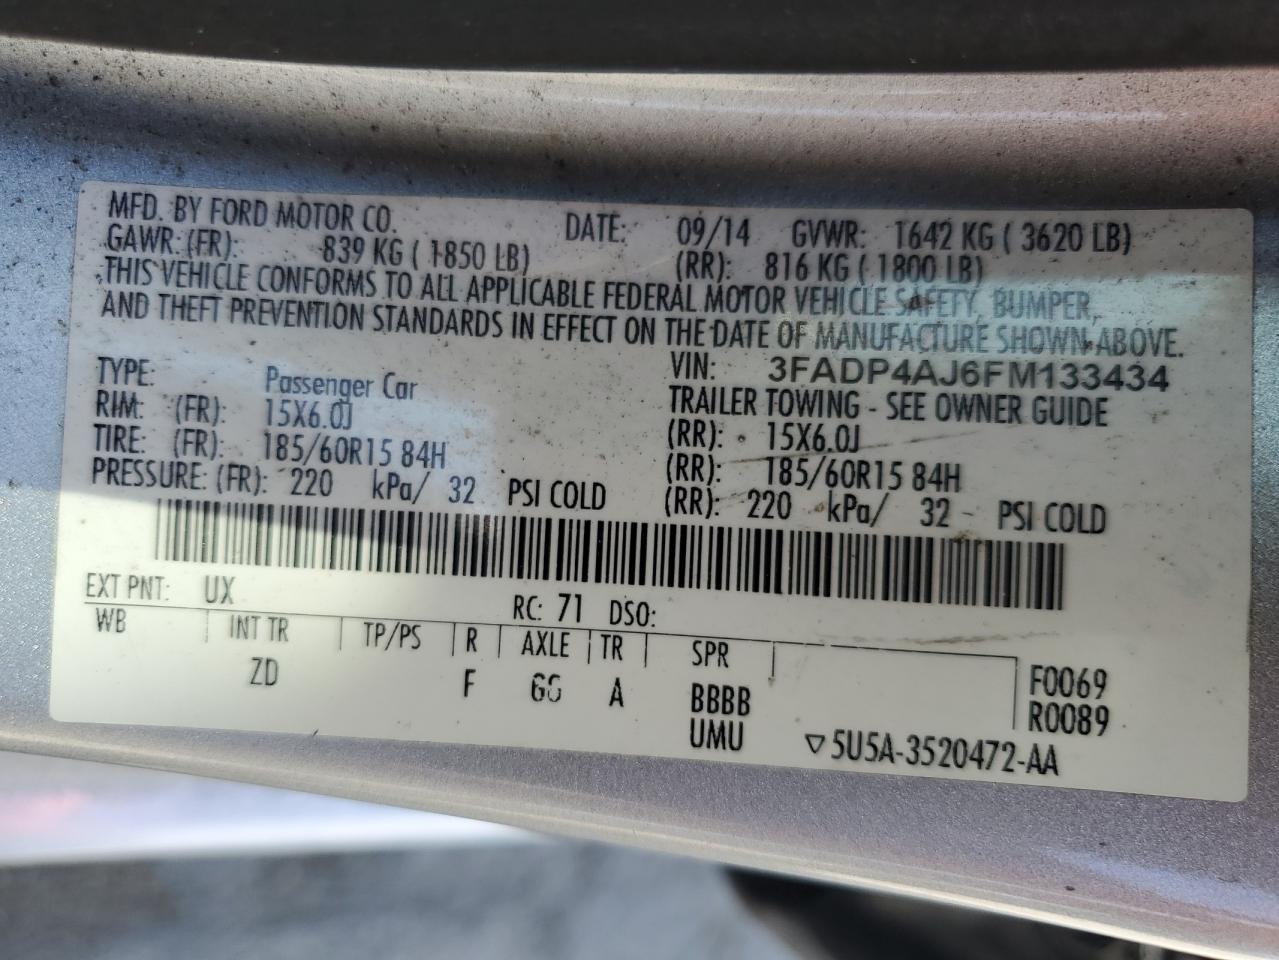 MFD. BY FORD MOTOR CO. DATE: 09/14 GVWR: 1642 KG ( 3620 LB)
GAWR: (FR): 839 KG ( 1850 LB) (RR): 816 KG ( 1800 LB)
THIS VEHICLE CONFORMS TO ALL APPLICABLE FEDERAL MOTOR VEHICLE SAFETY, BUMPER,
AND THEFT PREVENTION STANDARDS IN EFFECT ON THE DATE OF MANUFACTURE SHOWN ABOVE.
VIN: 3FADP4AJ6FM133434
TYPE: Passenger Car TRAILER TOWING - SEE OWNER GUIDE
RIM: (FR): 15X6.0J (RR): 15X6.0J
TIRE: (FR): 185/60R15 84H (RR): 185/60R15 84H
PRESSURE: (FR): 220 kPa/ 32 PSI COLD (RR): 220 kPa/ 32 PSI COLD
EXT PNT: UX RC: 71 DSO:
WB INT TR TP/PS R AXLE TR SPR
ZD F A BBBB F0069
UMU R0089
▽5U5A-3520472-AA